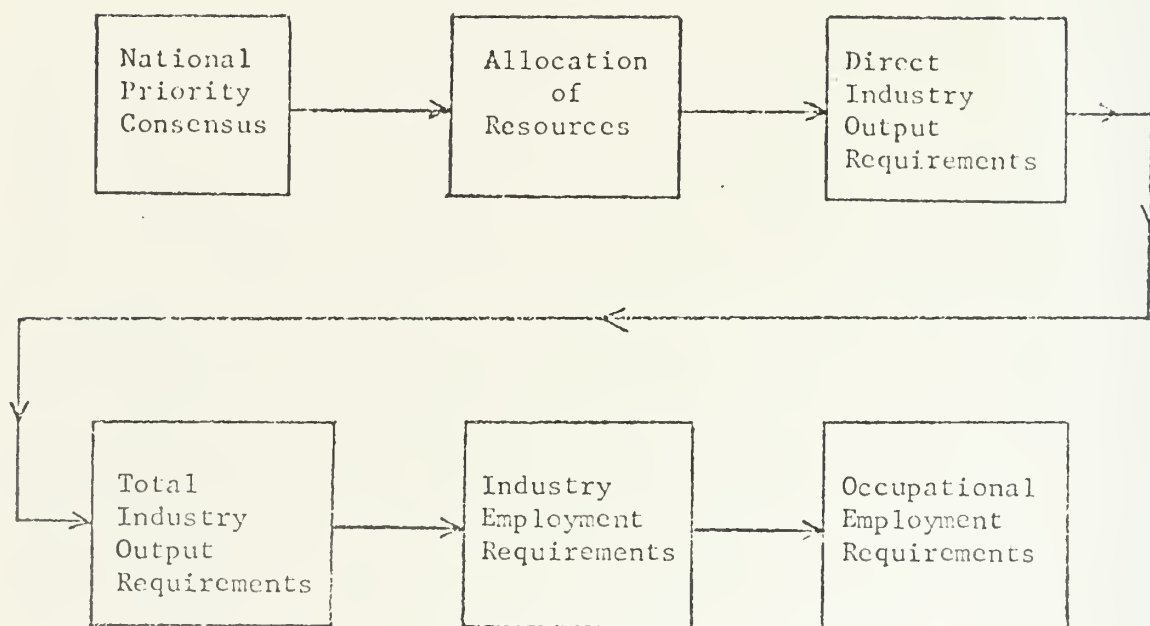 National
Priority
Consensus
Allocation
of
Resources
Direct
Industry
Output
Requirements
Total
Industry
Output
Requirements
Industry
Employment
Requirements
Occupational
Employment
Requirements